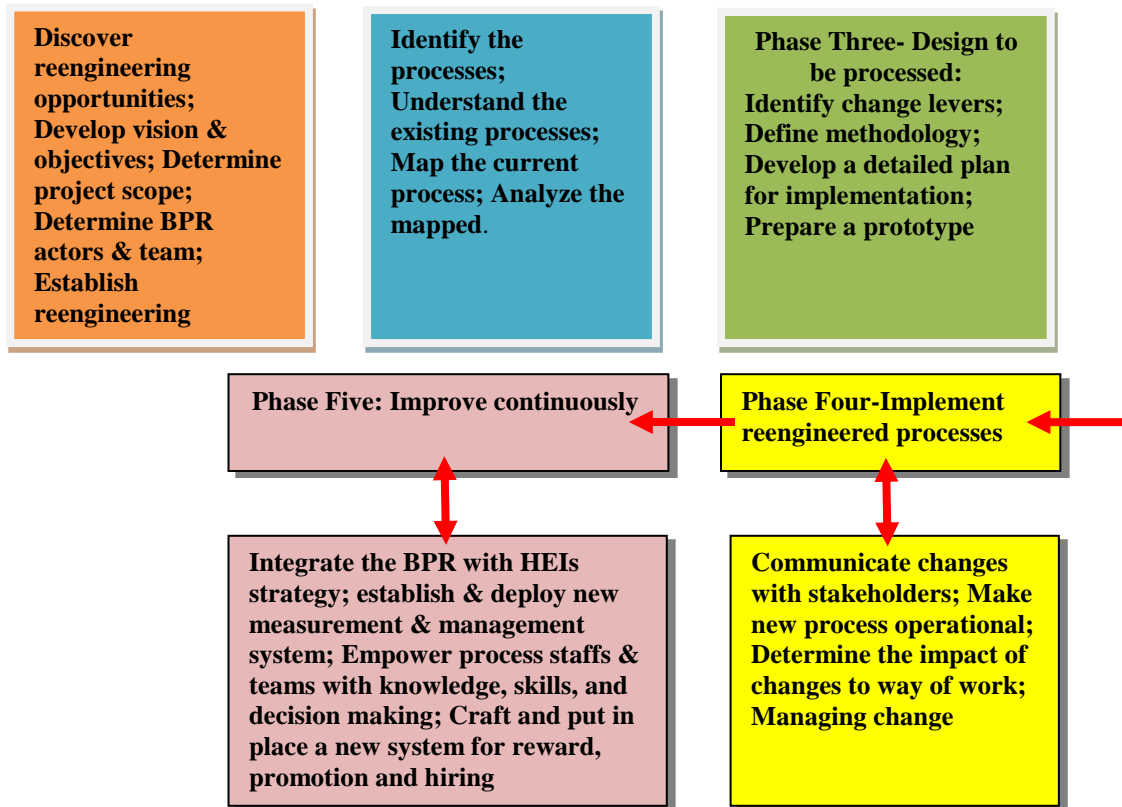 Discover
reengineering
opportunities;
Develop vision &
objectives; Determine
project scope;
Determine BPR
actors & team;
Establish
reengineering
Identify the
processes;
Understand the
existing processes;
Map the current
process; Analyze the
mapped.
Phase Three- Design to
be processed:
Identify change levers;
Define methodology;
Develop a detailed plan
for implementation;
Prepare a prototype
Phase Five: Improve continuously
Phase Four-Implement
reengineered processes
Integrate the BPR with HEIs
strategy; establish & deploy new
measurement & management
system; Empower process staffs &
teams with knowledge, skills, and
decision making; Craft and put in
place a new system for reward,
promotion and hiring
Communicate changes
with stakeholders; Make
new process operational;
Determine the impact of
changes to way of work;
Managing change